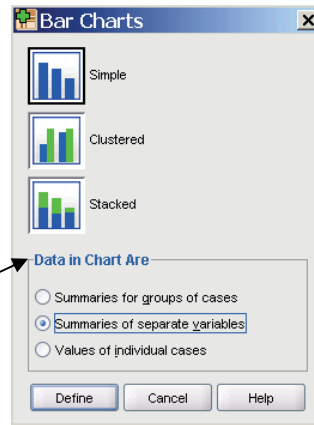 Bar Charts
Simple
Clustered
Stacked
Data in Chart Are
Summaries for groups of cases
Summaries of separate variables
Values of individual cases
Define Cancel Help